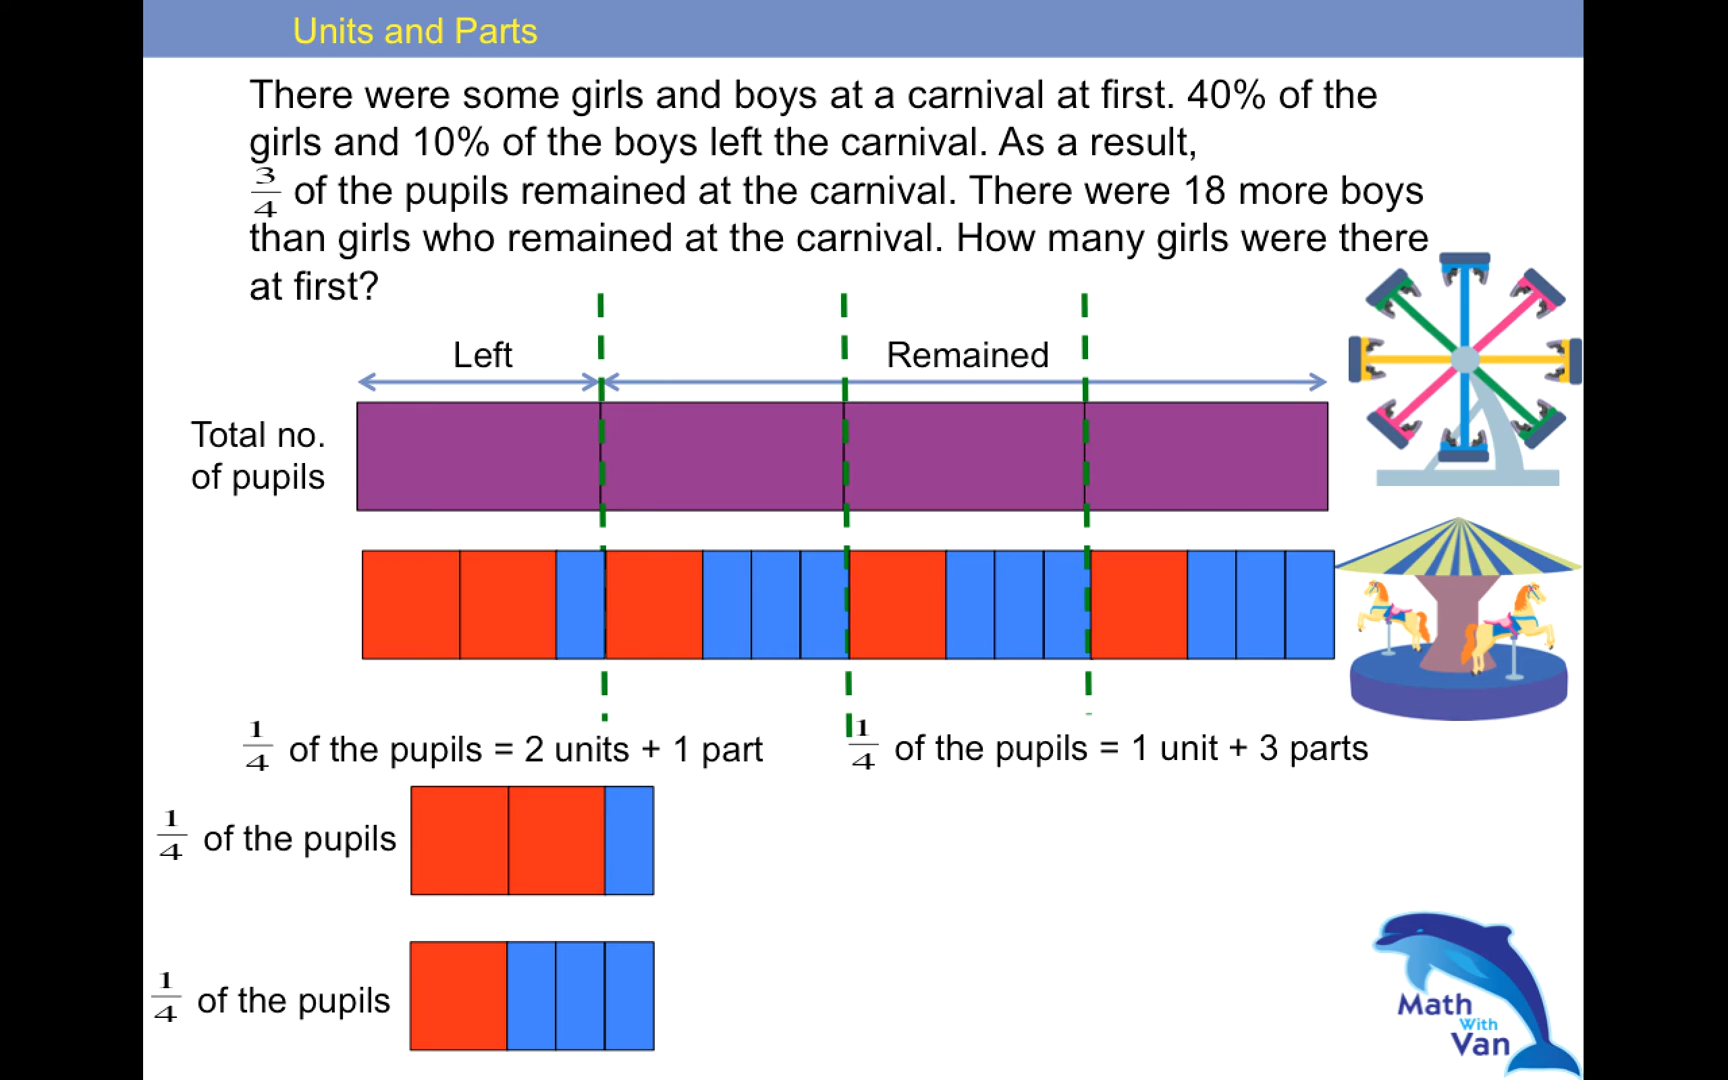 Units and Parts
There were some girls and boys at a carnival at first. 40% of the
girls and 10% of the boys left the carnival. As a result,
3/4 of the pupils remained at the carnival. There were 18 more boys
than girls who remained at the carnival. How many girls were there
at first?
Left Remained
Total no.
of pupils
1/4 of the pupils = 2 units + 1 part 1/4 of the pupils = 1 unit + 3 parts
1/4 of the pupils
1/4 of the pupils
Math
With
Van